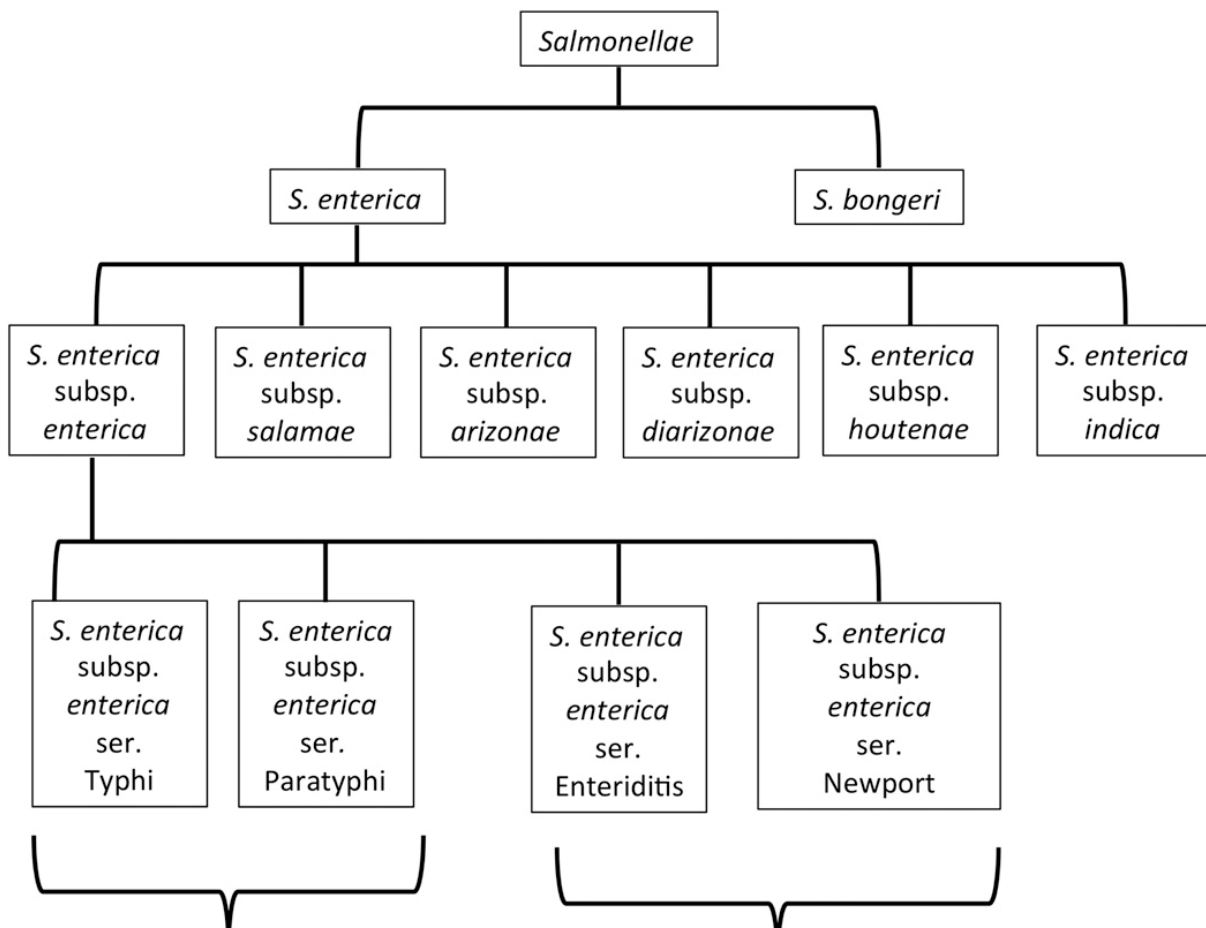 Salmonellae
S. enterica
S. bongeri
S. enterica
subsp.
enterica
S. enterica
subsp.
salamae
S. enterica
subsp.
arizonae
S. enterica
subsp.
diarizonae
S. enterica
subsp.
houtenae
S. enterica
subsp.
indica
S. enterica
subsp.
enterica
ser.
Typhi
S. enterica
subsp.
enterica
ser.
Paratyphi
S. enterica
subsp.
enterica
ser.
Enteriditis
S. enterica
subsp.
enterica
ser.
Newport